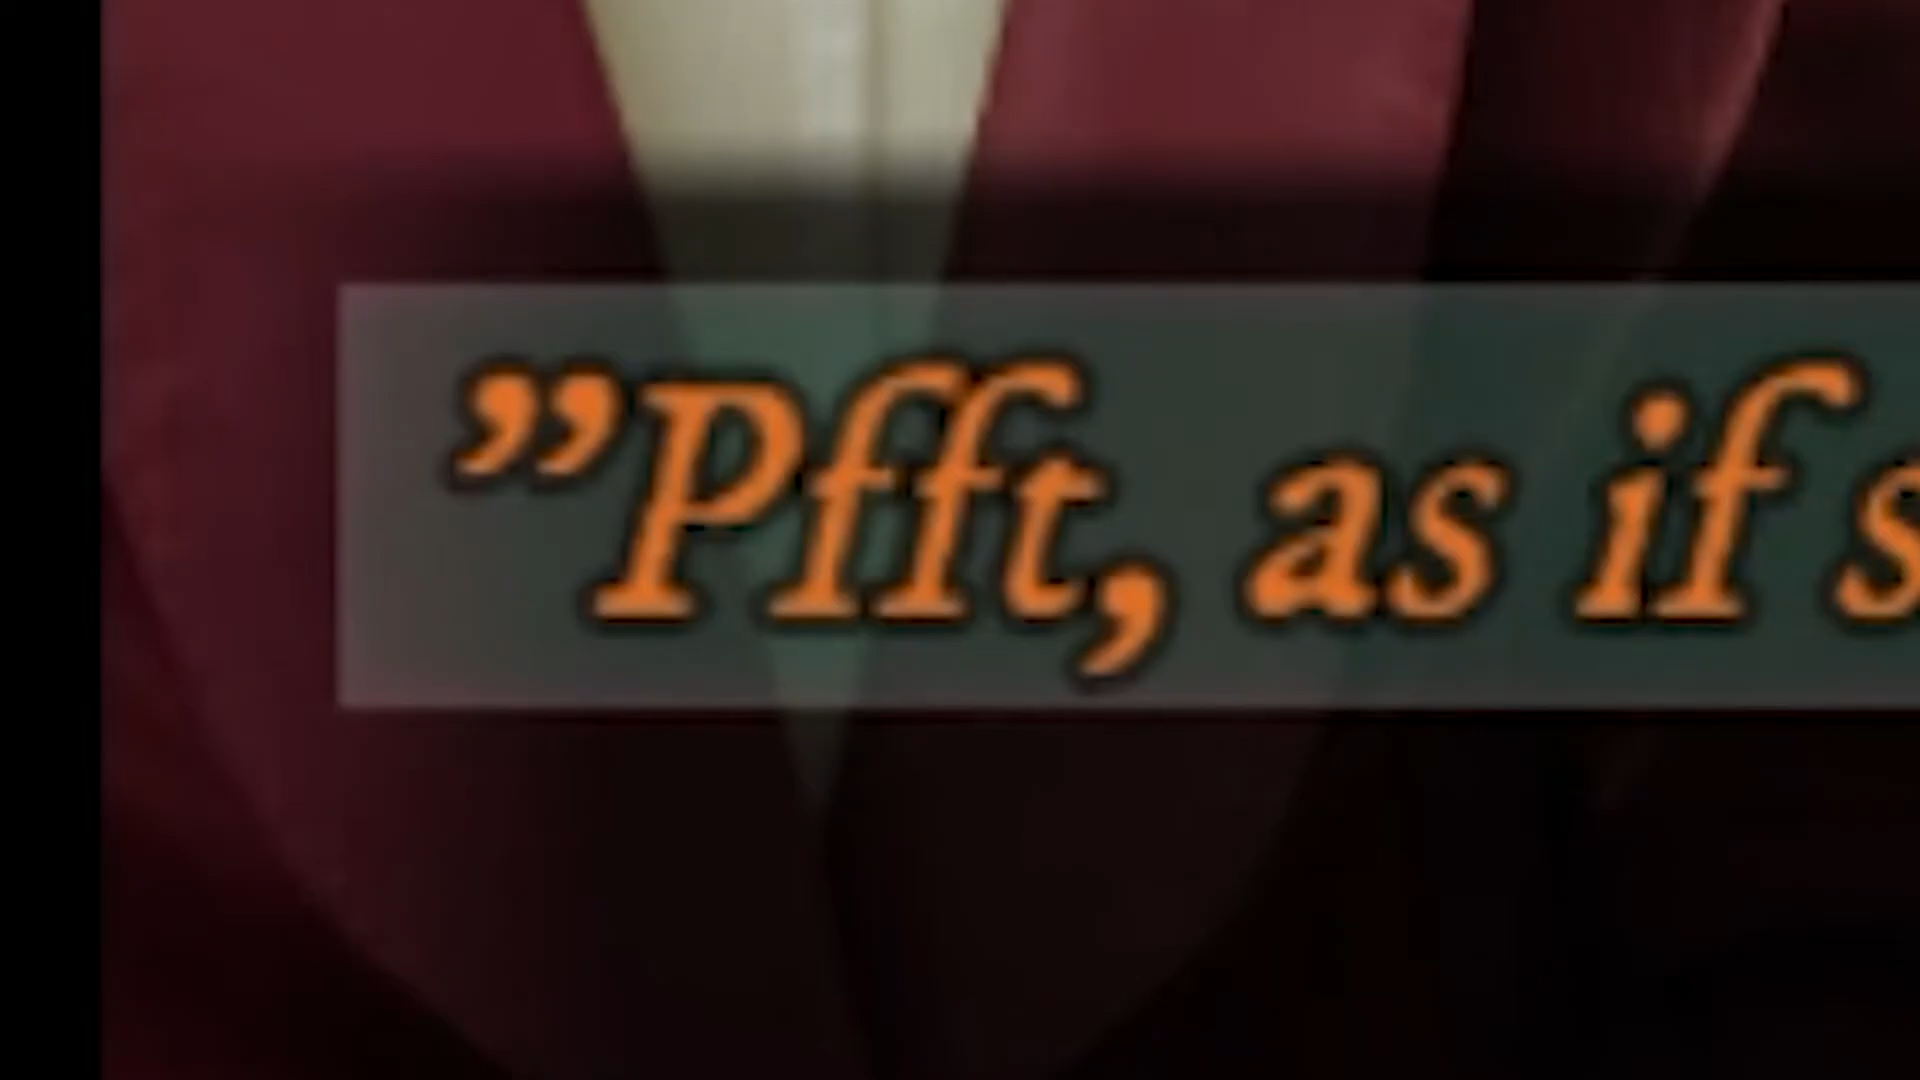 ”Pfft, as if s